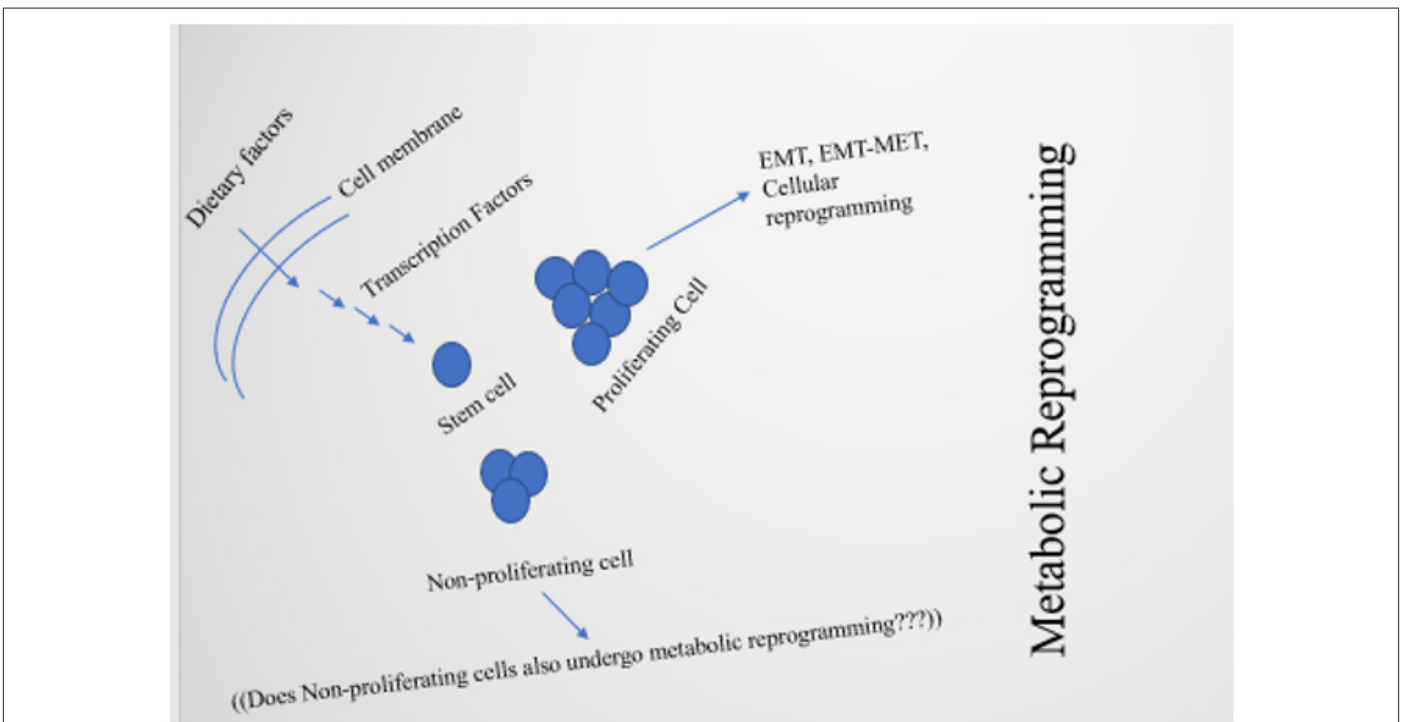 Dietary factors
Cell membrane
Transcription Factors
EMT, EMT-MET,
Cellular
reprogramming
Proliferating Cell
Stem cell
Non-proliferating cell
((Does Non-proliferating cells also undergo metabolic reprogramming???))
Metabolic Reprogramming